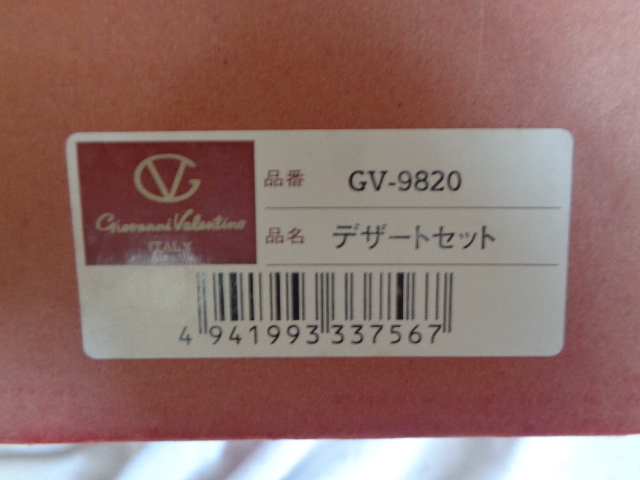 GV
Giovanni Valentino
ITALY
品番 GV-9820
品名 デザートセット
4 941993 337567